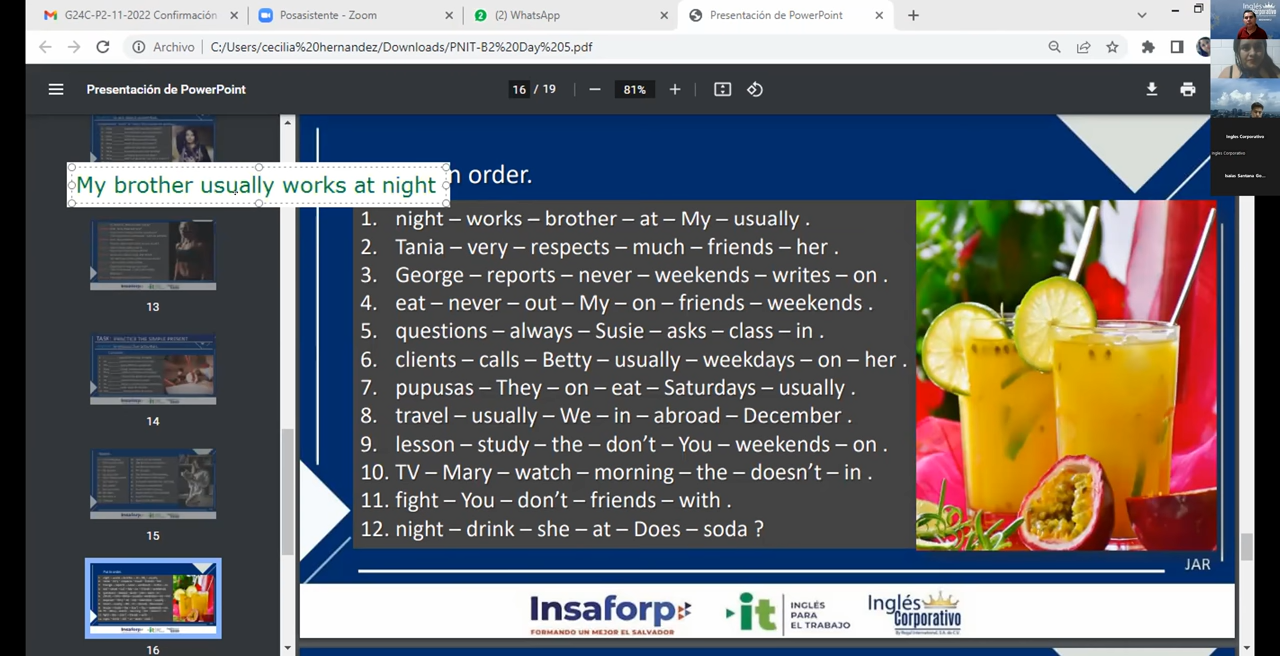 G24C-P2-11-2022 Confirmación
Posasistente - Zoom
2
(2) WhatsApp
Presentación de PowerPoint
Archivo
C:/Users/cecilia%20hernandez/Downloads/PNIT-B2%20Day%205.pdf
Presentación de PowerPoint
16 / 19
81%
My brother usually works at night
n order.
1. night – works – brother – at – My – usually .
2. Tania – very – respects – much – friends – her .
3. George – reports – never – weekends – writes – on .
4. eat – never – out – My – on – friends – weekends .
5. questions – always – Susie – asks – class – in .
6. clients – calls – Betty – usually – weekdays – on – her .
7. pupusas – They – on – eat – Saturdays – usually .
8. travel – usually – We – in – abroad – December .
9. lesson – study – the – don't – You – weekends – on .
10. TV – Mary – watch – morning – the – doesn't – in .
11. fight – You – don't – friends – with .
12. night – drink – she – at – Does – soda ?
JAR
Insaforp
FORMANDO UN MEJOR EL SALVADOR
it
INGLÉS
PARA
EL TRABAJO
Inglés
Corporativo
13
14
15
16
Inglés Corporativo
Inglés Corporativo